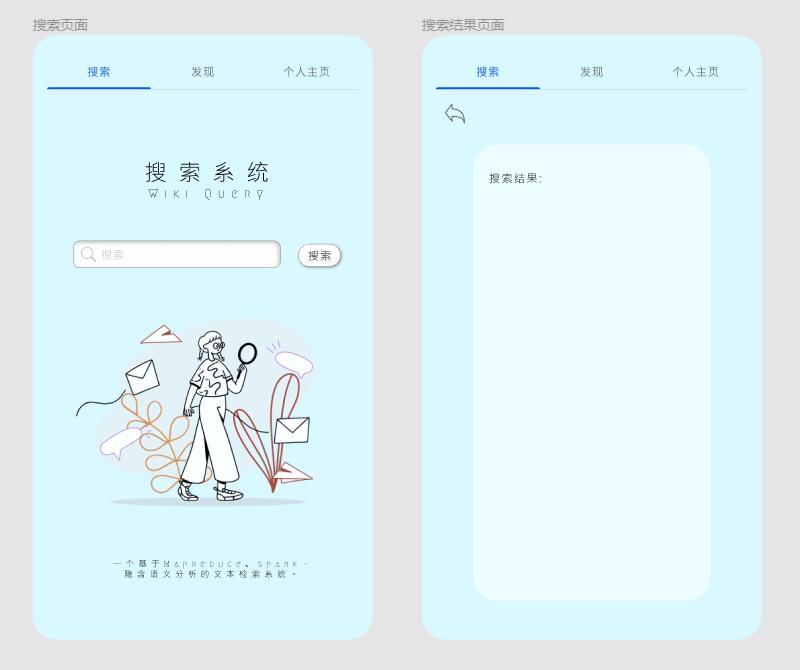 搜索页面
搜索 发现 个人主页
搜索系统
WIKI QUERY
搜索 搜索
一个基于MAPREDUCE、SPARK·
隐含语义分析的文本检索系统。
搜索结果页面
搜索 发现 个人主页
搜索结果: